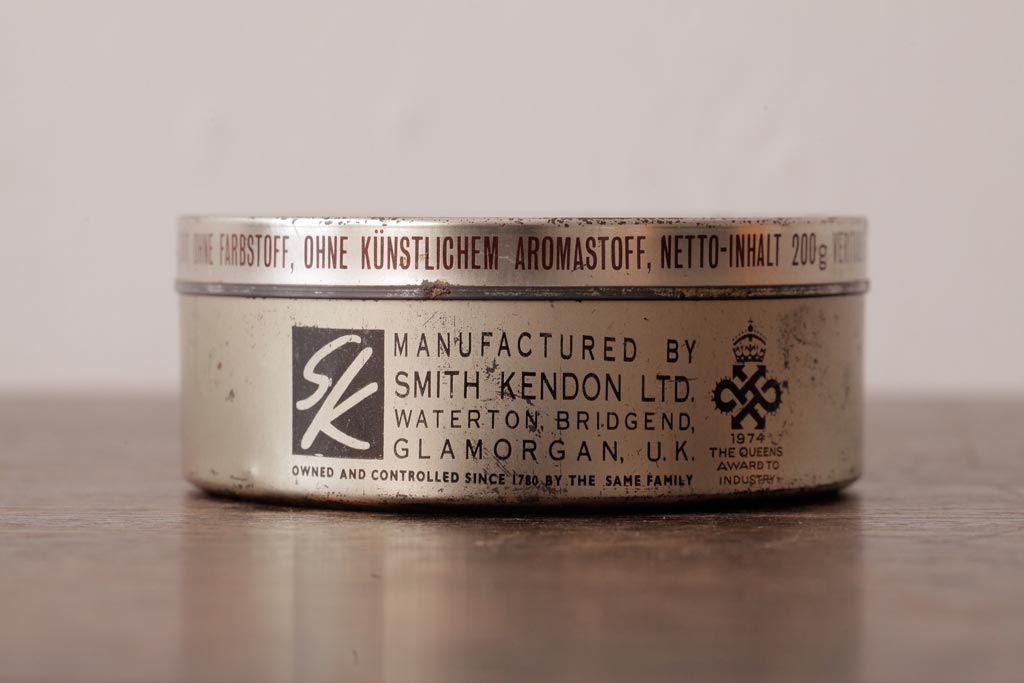 OHNE FARBSTOFF, OHNE KÜNSTLICHEM AROMASTOFF, NETTO-INHALT 200g
SK
MANUFACTURED BY
SMITH KENDON LTD.
WATERTON, BRIDGEND,
GLAMORGAN, U.K.
OWNED AND CONTROLLED SINCE 1780 BY THE SAME FAMILY
1974
THE QUEENS
AWARD TO
INDUSTRY